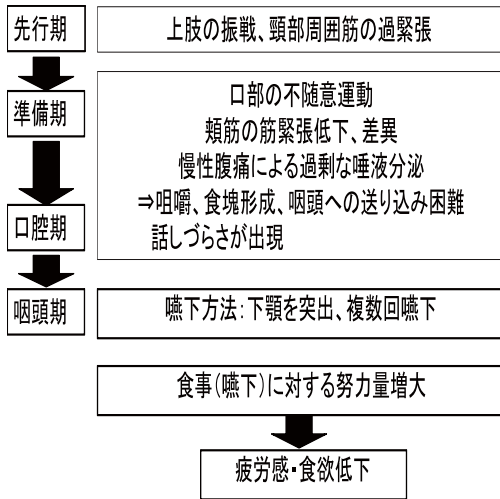 先行期
上肢の振戦、頸部周囲筋の過緊張
準備期
口部の不随意運動
頬筋の筋緊張低下、差異
慢性腹痛による過剰な唾液分泌
⇒咀嚼、食塊形成、咽頭への送り込み困難
話しづらさが出現
口腔期
咽頭期
嚥下方法:下顎を突出、複数回嚥下
食事(嚥下)に対する努力量増大
疲労感・食欲低下